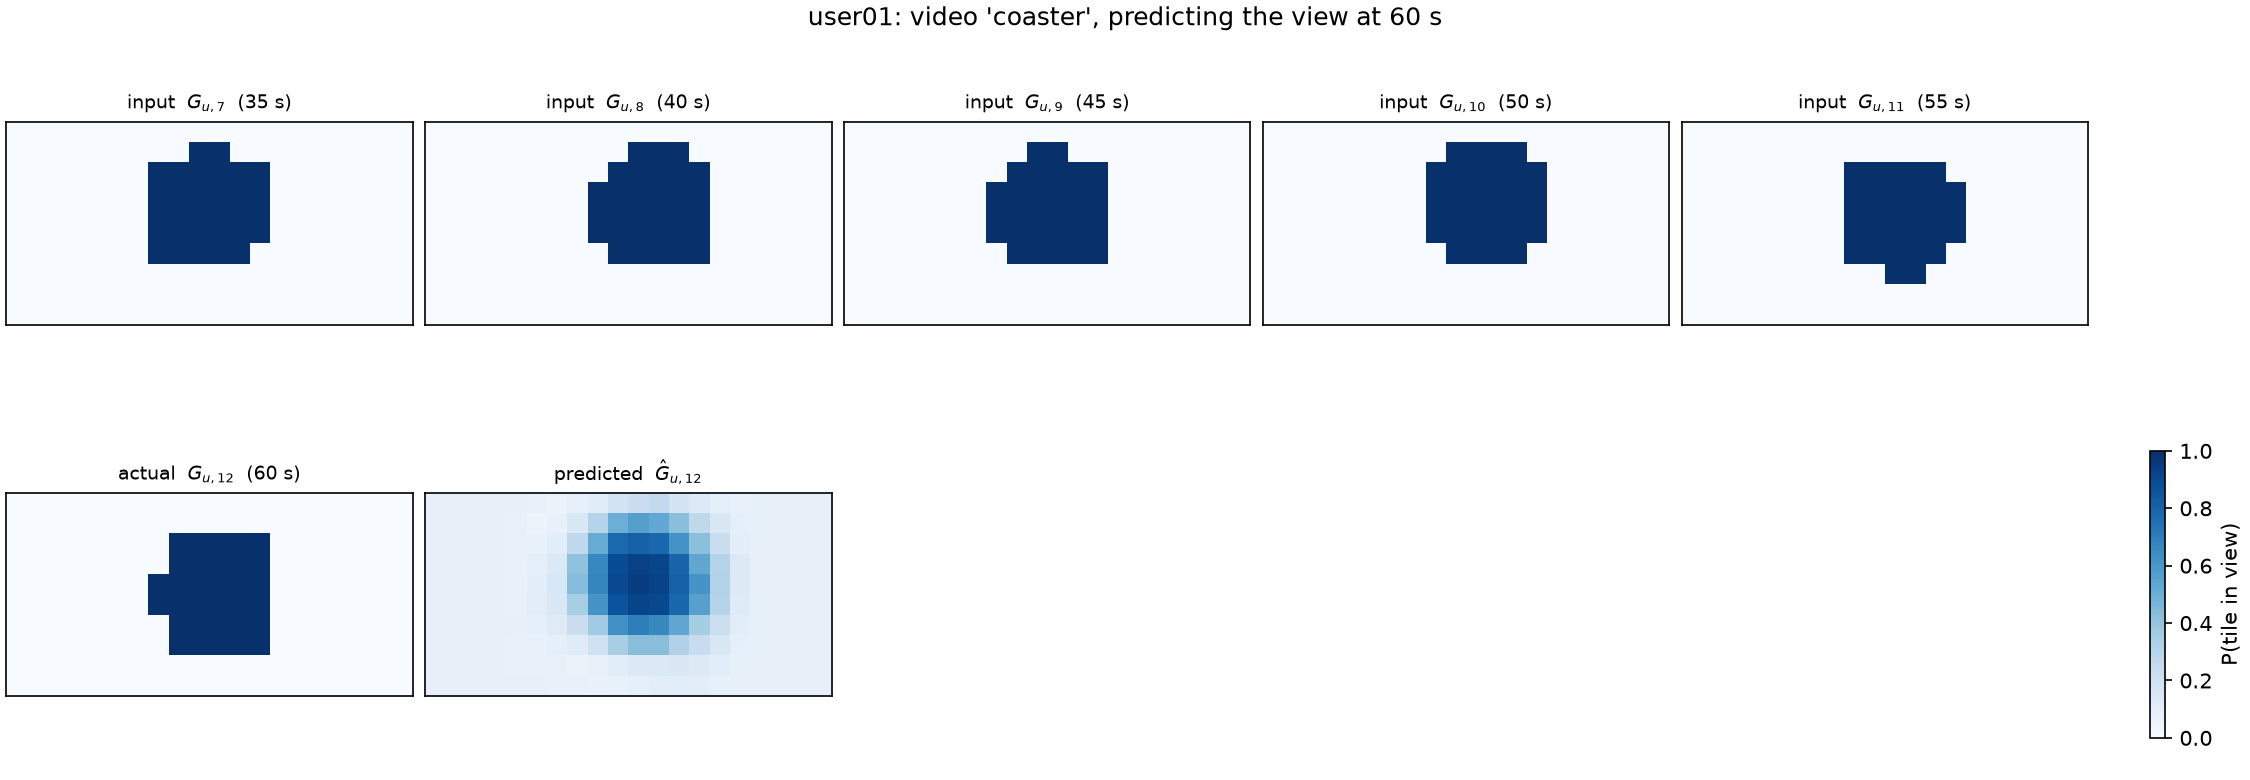 user01: video 'coaster', predicting the view at 60 s
input G_{u,7} (35 s)
input G_{u,8} (40 s)
input G_{u,9} (45 s)
input G_{u,10} (50 s)
input G_{u,11} (55 s)
actual G_{u,12} (60 s)
predicted Ĝ_{u,12}
1.0
0.8
0.6
0.4
0.2
0.0
P(tile in view)